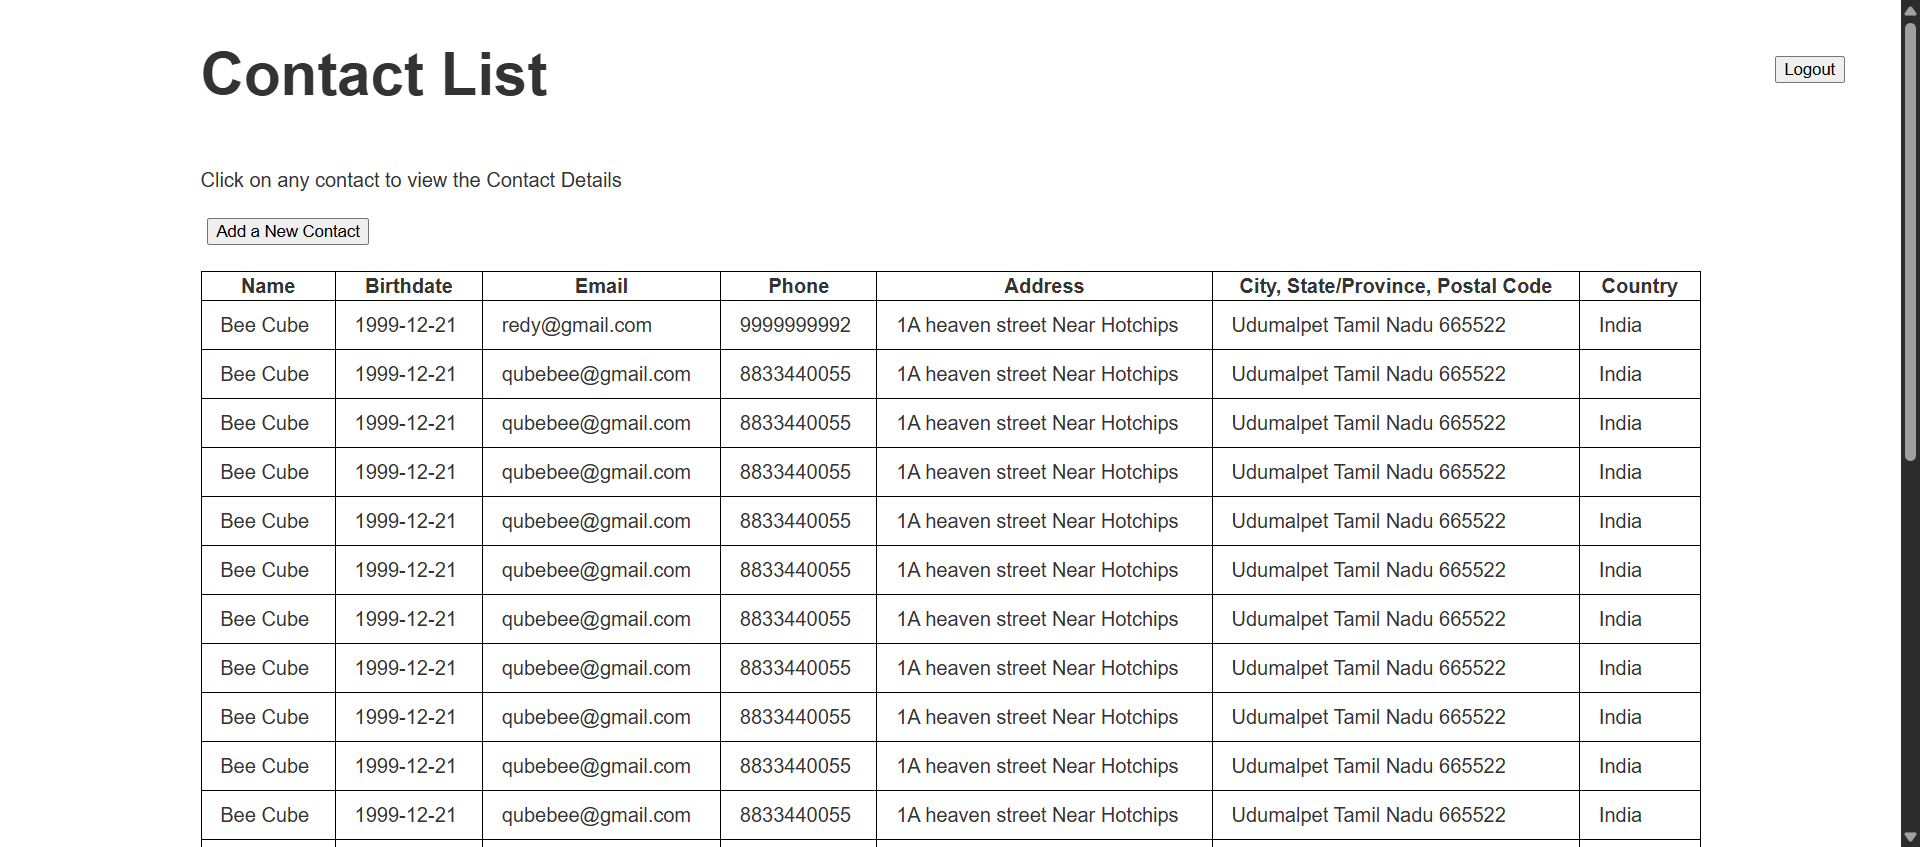 Contact List
Logout
Click on any contact to view the Contact Details
Add a New Contact
Name Birthdate Email Phone Address City, State/Province, Postal Code Country
Bee Cube 1999-12-21 redy@gmail.com 9999999992 1A heaven street Near Hotchips Udumalpet Tamil Nadu 665522 India
Bee Cube 1999-12-21 qubebee@gmail.com 8833440055 1A heaven street Near Hotchips Udumalpet Tamil Nadu 665522 India
Bee Cube 1999-12-21 qubebee@gmail.com 8833440055 1A heaven street Near Hotchips Udumalpet Tamil Nadu 665522 India
Bee Cube 1999-12-21 qubebee@gmail.com 8833440055 1A heaven street Near Hotchips Udumalpet Tamil Nadu 665522 India
Bee Cube 1999-12-21 qubebee@gmail.com 8833440055 1A heaven street Near Hotchips Udumalpet Tamil Nadu 665522 India
Bee Cube 1999-12-21 qubebee@gmail.com 8833440055 1A heaven street Near Hotchips Udumalpet Tamil Nadu 665522 India
Bee Cube 1999-12-21 qubebee@gmail.com 8833440055 1A heaven street Near Hotchips Udumalpet Tamil Nadu 665522 India
Bee Cube 1999-12-21 qubebee@gmail.com 8833440055 1A heaven street Near Hotchips Udumalpet Tamil Nadu 665522 India
Bee Cube 1999-12-21 qubebee@gmail.com 8833440055 1A heaven street Near Hotchips Udumalpet Tamil Nadu 665522 India
Bee Cube 1999-12-21 qubebee@gmail.com 8833440055 1A heaven street Near Hotchips Udumalpet Tamil Nadu 665522 India
Bee Cube 1999-12-21 qubebee@gmail.com 8833440055 1A heaven street Near Hotchips Udumalpet Tamil Nadu 665522 India